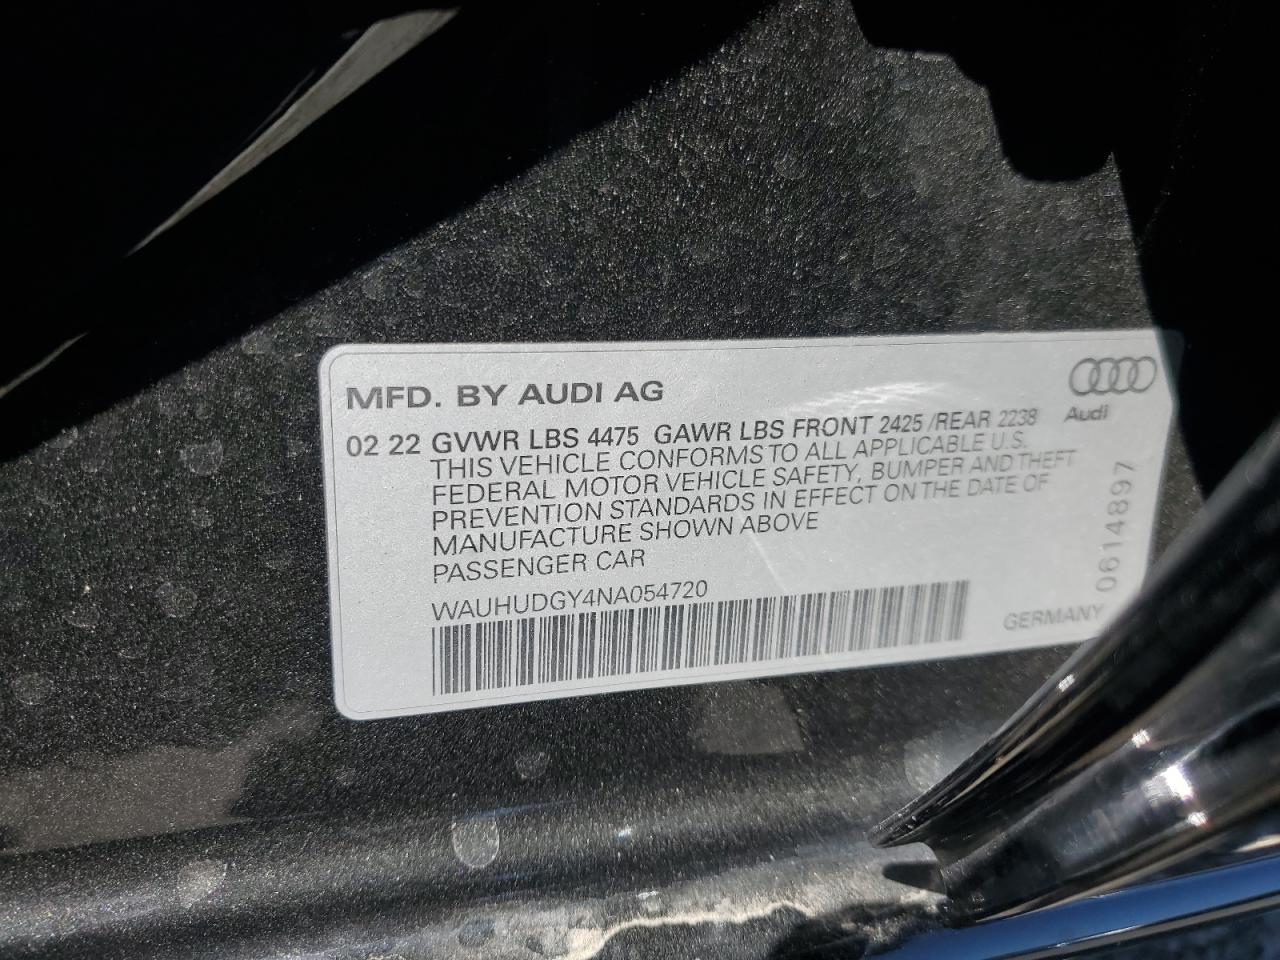 MFD. BY AUDI AG
Audi
02 22 GVWR LBS 4475 GAWR LBS FRONT 2425 /REAR 2238
THIS VEHICLE CONFORMS TO ALL APPLICABLE U.S.
FEDERAL MOTOR VEHICLE SAFETY, BUMPER AND THEFT
PREVENTION STANDARDS IN EFFECT ON THE DATE OF
MANUFACTURE SHOWN ABOVE
PASSENGER CAR
WAUHUDGY4NA054720
GERMANY
0614897